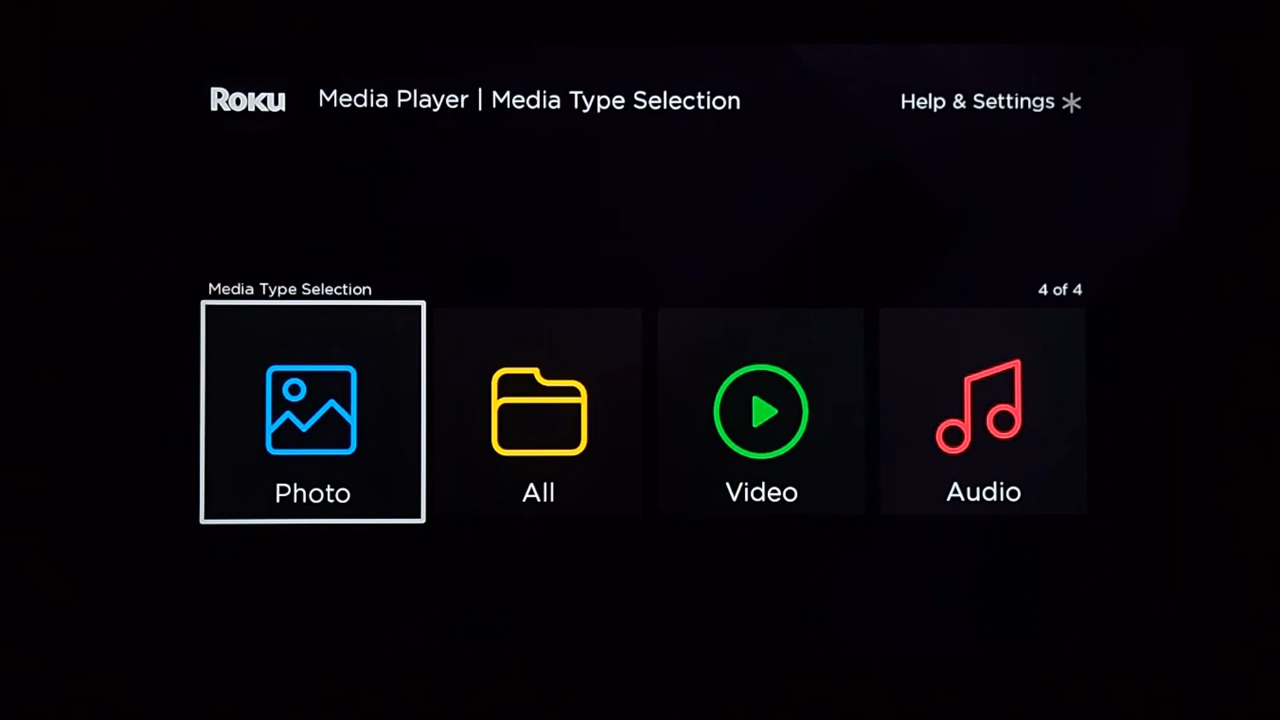 Roku Media Player | Media Type Selection Help & Settings
Media Type Selection 4 of 4
Photo All Video Audio